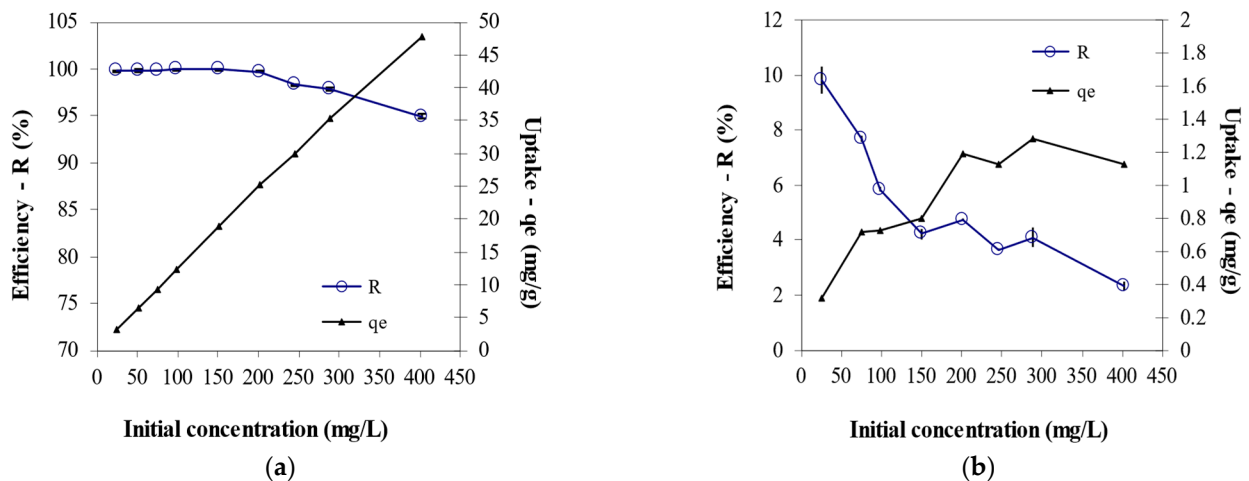 105
100
95
90
85
80
75
70
Efficiency - R (%)
50
45
40
35
30
25
20
15
10
5
0
Uptake - qe (mg/g)
R
qe
0 50 100 150 200 250 300 350 400 450
Initial concentration (mg/L)
(a)
12
10
8
6
4
2
0
Efficiency - R (%)
2
1.8
1.6
1.4
1.2
1
0.8
0.6
0.4
0.2
0
Uptake - qe (mg/g)
R
qe
0 50 100 150 200 250 300 350 400 450
Initial concentration (mg/L)
(b)